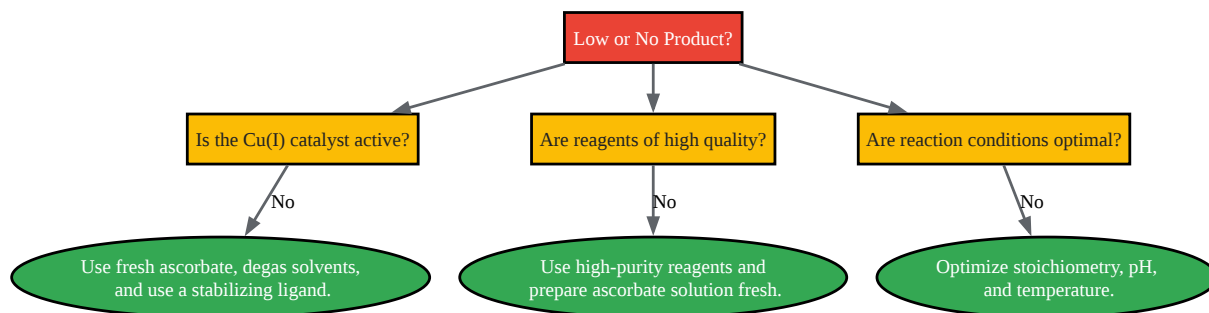 Low or No Product?
Is the Cu(I) catalyst active?
Are reagents of high quality?
Are reaction conditions optimal?
No
No
No
Use fresh ascorbate, degas solvents,
and use a stabilizing ligand.
Use high-purity reagents and
prepare ascorbate solution fresh.
Optimize stoichiometry, pH,
and temperature.